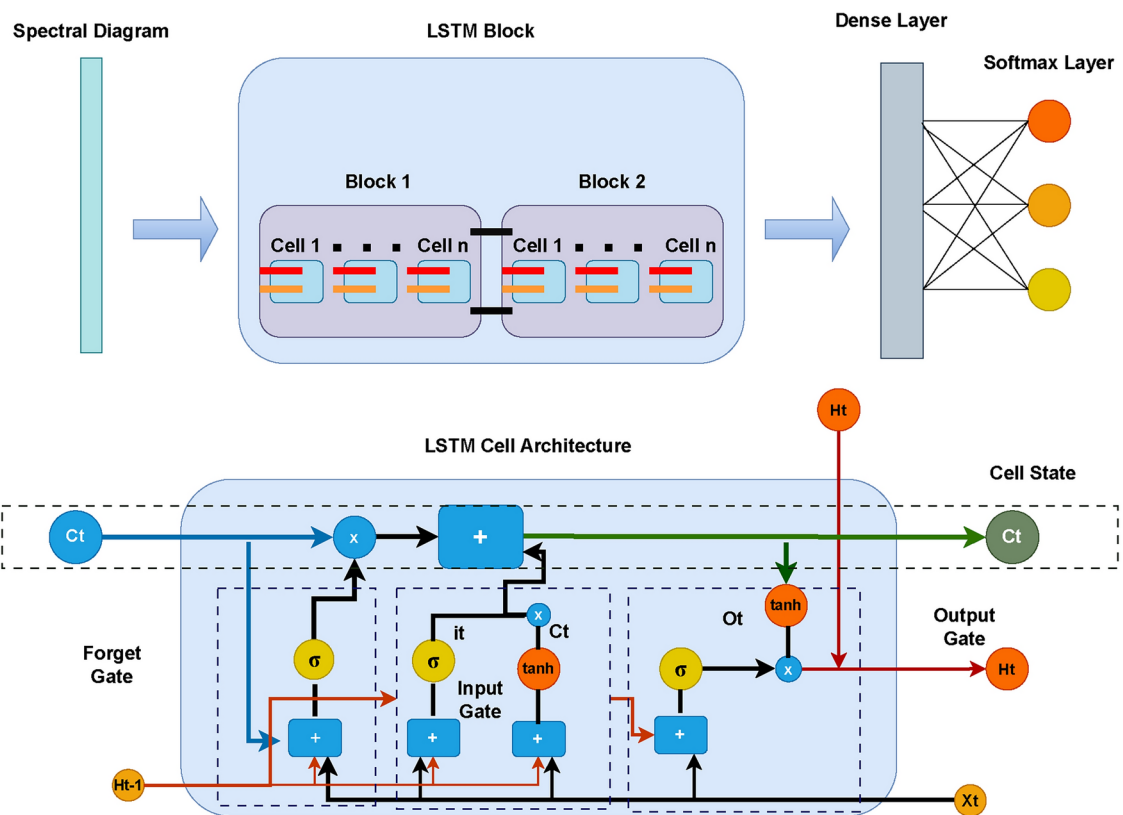 Spectral Diagram
LSTM Block
Dense Layer
Softmax Layer
Block 1
Block 2
Cell 1
Cell n
Cell 1
Cell n
Ht
LSTM Cell Architecture
Cell State
Ct
x
+
Ct
tanh
Ot
x
it
Ct
Forget
Gate
σ
σ
tanh
Input
Gate
σ
x
Output
Gate
Ht
+
+
+
+
Ht-1
Xt